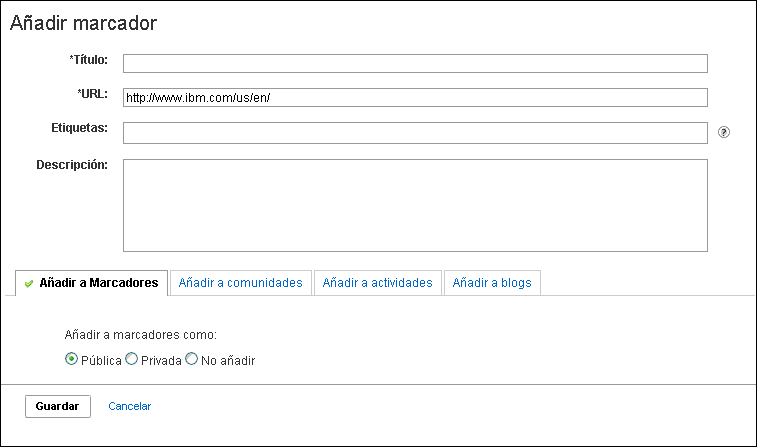 Añadir marcador
*Título:
*URL: http://www.ibm.com/us/en/
Etiquetas: ?
Descripción:
Añadir a Marcadores Añadir a comunidades Añadir a actividades Añadir a blogs
Añadir a marcadores como:
Pública Privada No añadir
Guardar Cancelar